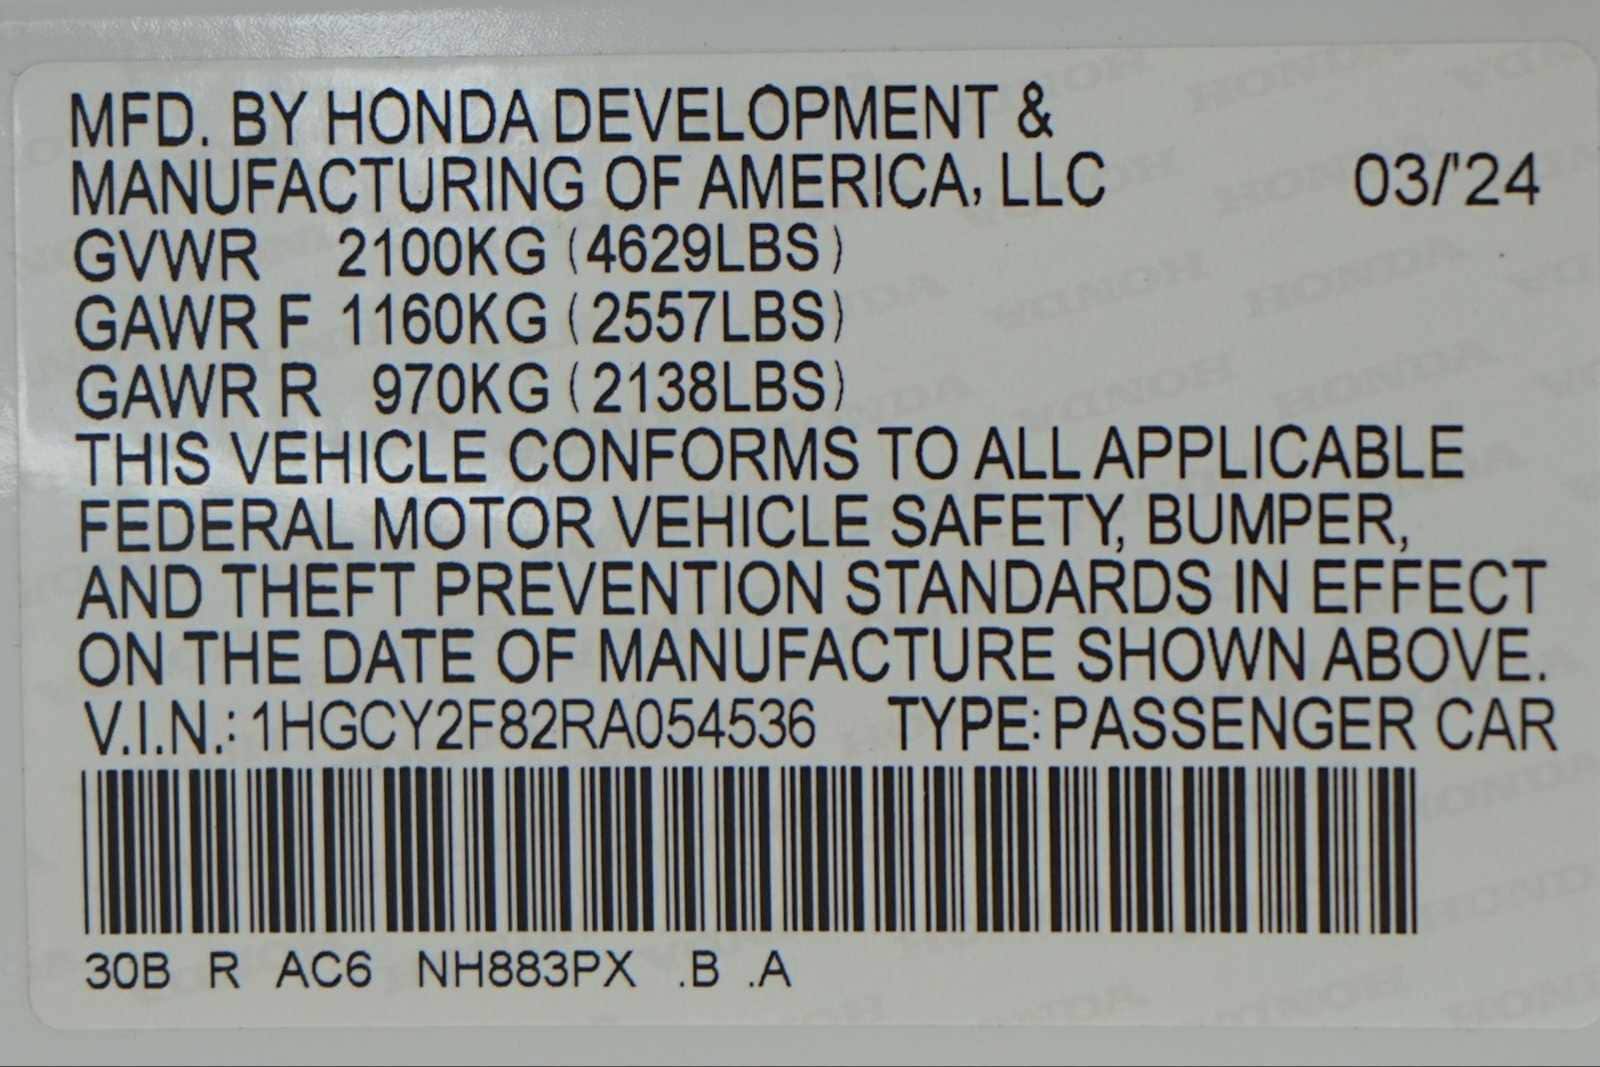 MFD. BY HONDA DEVELOPMENT &
MANUFACTURING OF AMERICA, LLC 03/'24
GVWR 2100KG (4629LBS)
GAWR F 1160KG (2557LBS)
GAWR R 970KG (2138LBS)
THIS VEHICLE CONFORMS TO ALL APPLICABLE
FEDERAL MOTOR VEHICLE SAFETY, BUMPER,
AND THEFT PREVENTION STANDARDS IN EFFECT
ON THE DATE OF MANUFACTURE SHOWN ABOVE.
V.I.N.: 1HGCY2F82RA054536 TYPE: PASSENGER CAR
30B R AC6 NH883PX .B .A